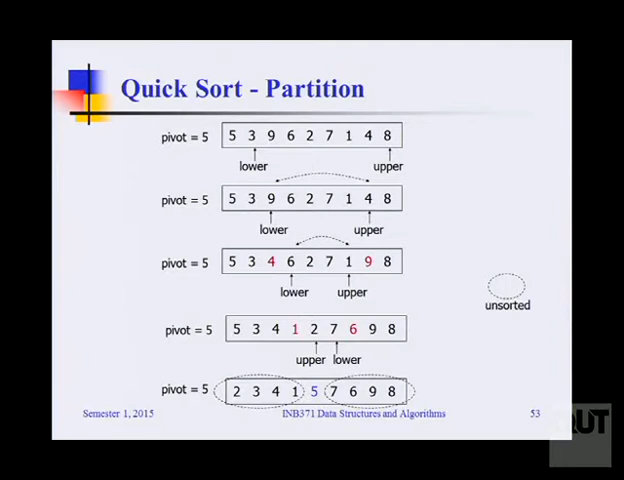 Quick Sort - Partition
pivot = 5 5 3 9 6 2 7 1 4 8
lower upper
pivot = 5 5 3 9 6 2 7 1 4 8
lower upper
pivot = 5 5 3 4 6 2 7 1 9 8
lower upper
unsorted
pivot = 5 5 3 4 1 2 7 6 9 8
upper lower
pivot = 5 2 3 4 1 5 7 6 9 8
Semester 1, 2015 INB371 Data Structures and Algorithms 53
QUT